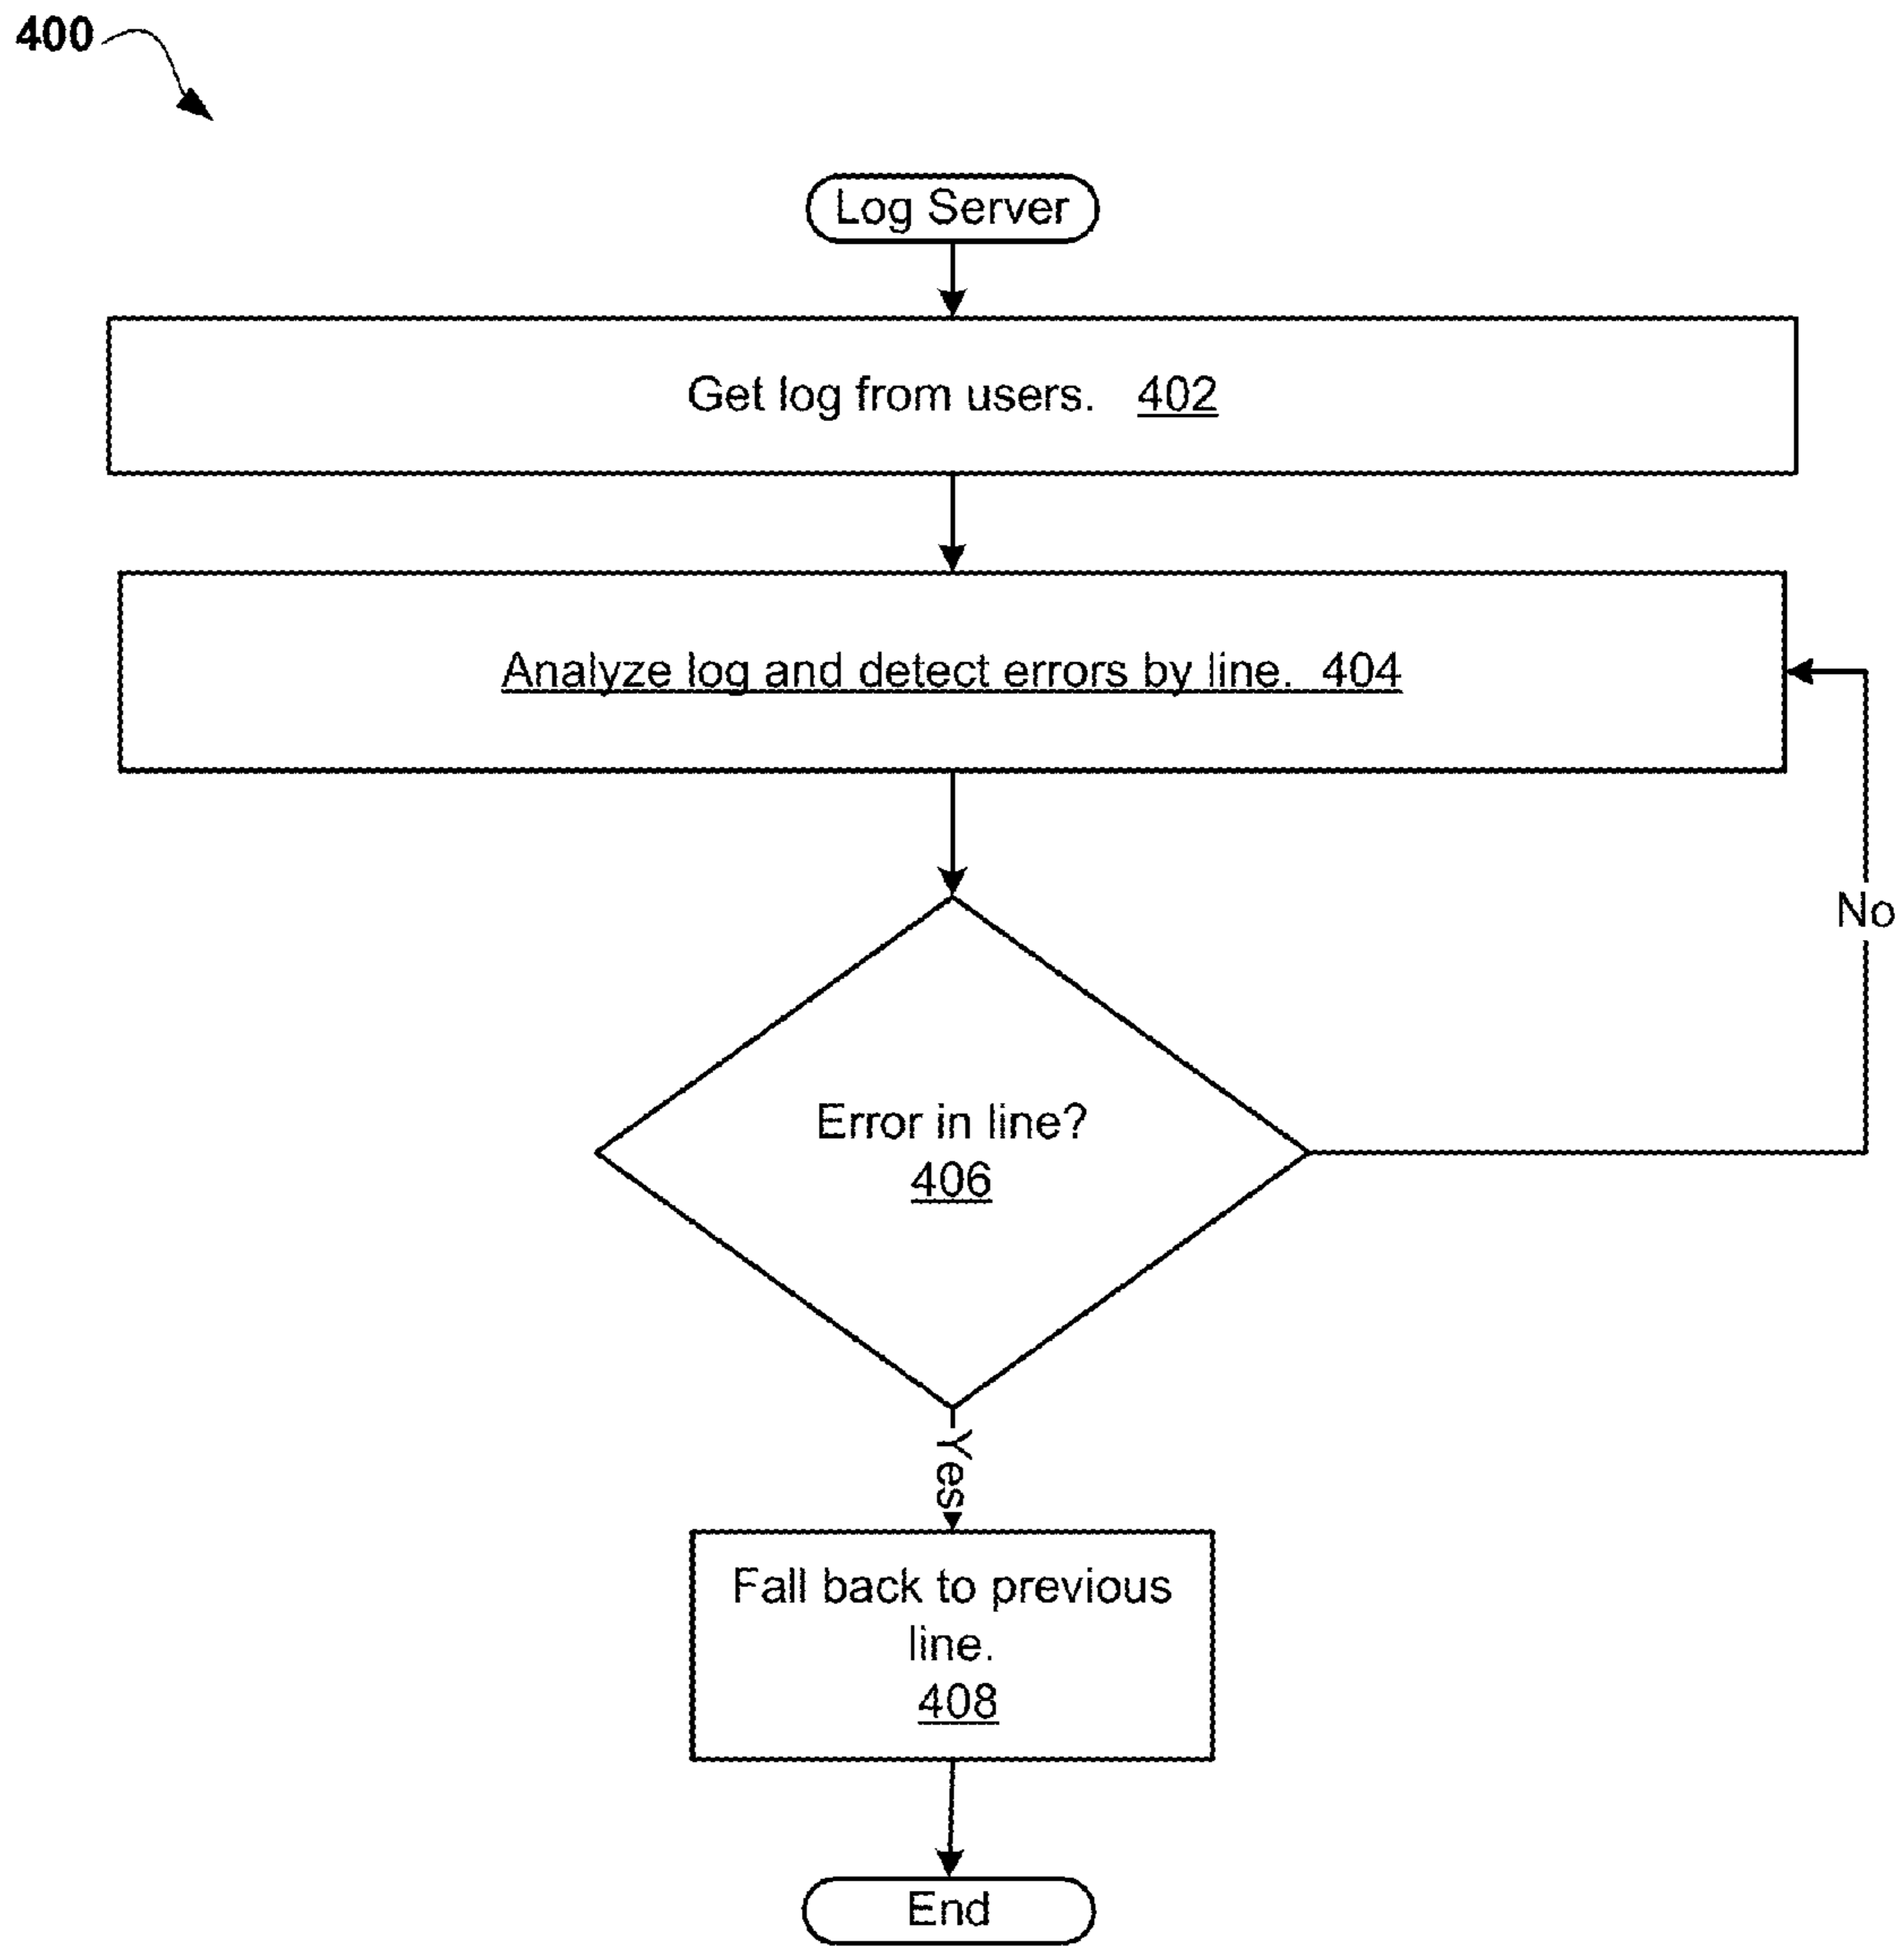 400
Log Server
Get log from users. 402
Analyze log and detect errors by line. 404
No
Error in line?
406
Yes
Fall back to previous
line.
408
End